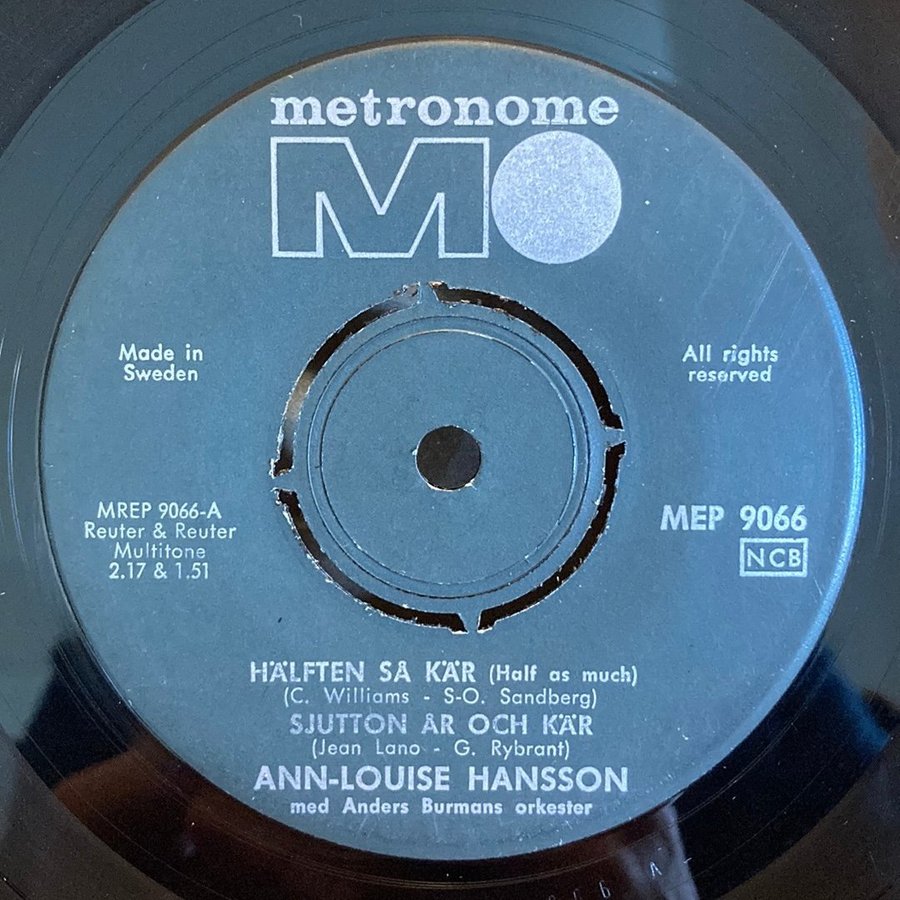 metronome
MO
Made in
Sweden
All rights
reserved
MREP 9066-A
Reuter & Reuter
Multitone
2.17 & 1.51
MEP 9066
NCB
HÄLFTEN SÅ KÄR (Half as much)
(C. Williams - S-O. Sandberg)
SJUTTON ÅR OCH KÄR
(Jean Lano - G. Rybrant)
ANN-LOUISE HANSSON
med Anders Burmans orkester